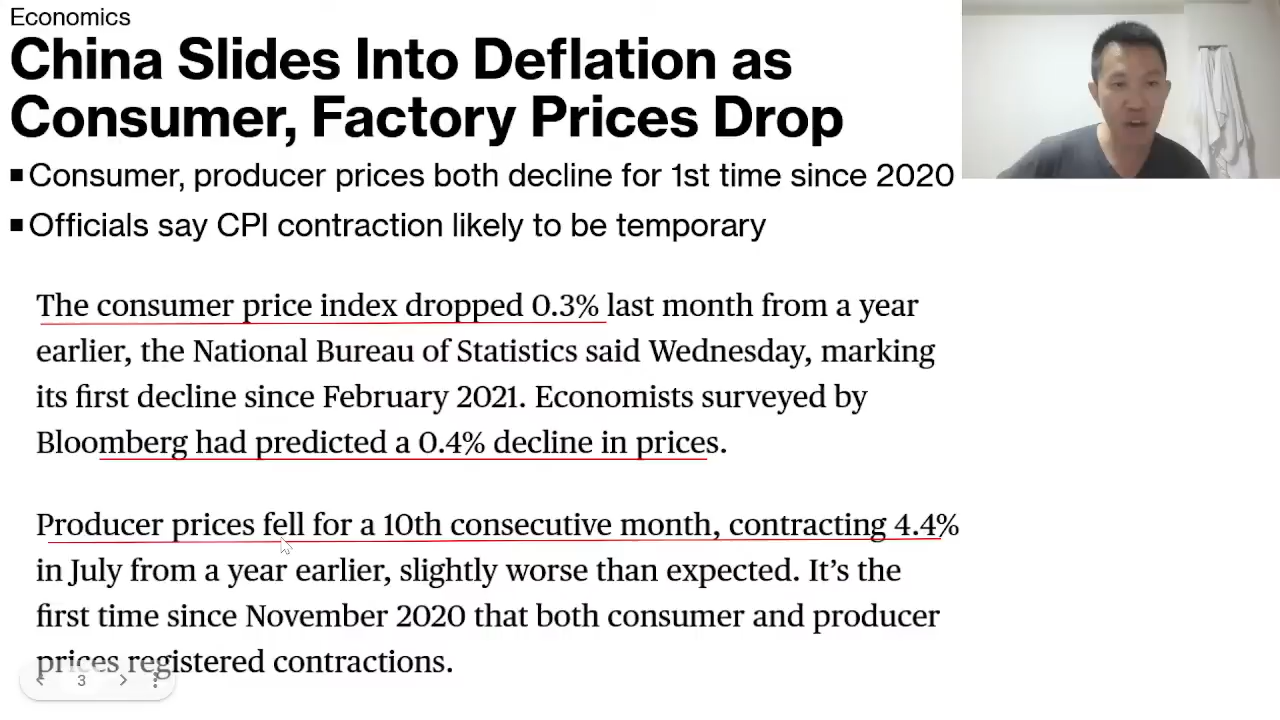 Economics
China Slides Into Deflation as
Consumer, Factory Prices Drop
Consumer, producer prices both decline for 1st time since 2020
Officials say CPI contraction likely to be temporary
The consumer price index dropped 0.3% last month from a year
earlier, the National Bureau of Statistics said Wednesday, marking
its first decline since February 2021. Economists surveyed by
Bloomberg had predicted a 0.4% decline in prices.
Producer prices fell for a 10th consecutive month, contracting 4.4%
in July from a year earlier, slightly worse than expected. It’s the
first time since November 2020 that both consumer and producer
prices registered contractions.
3